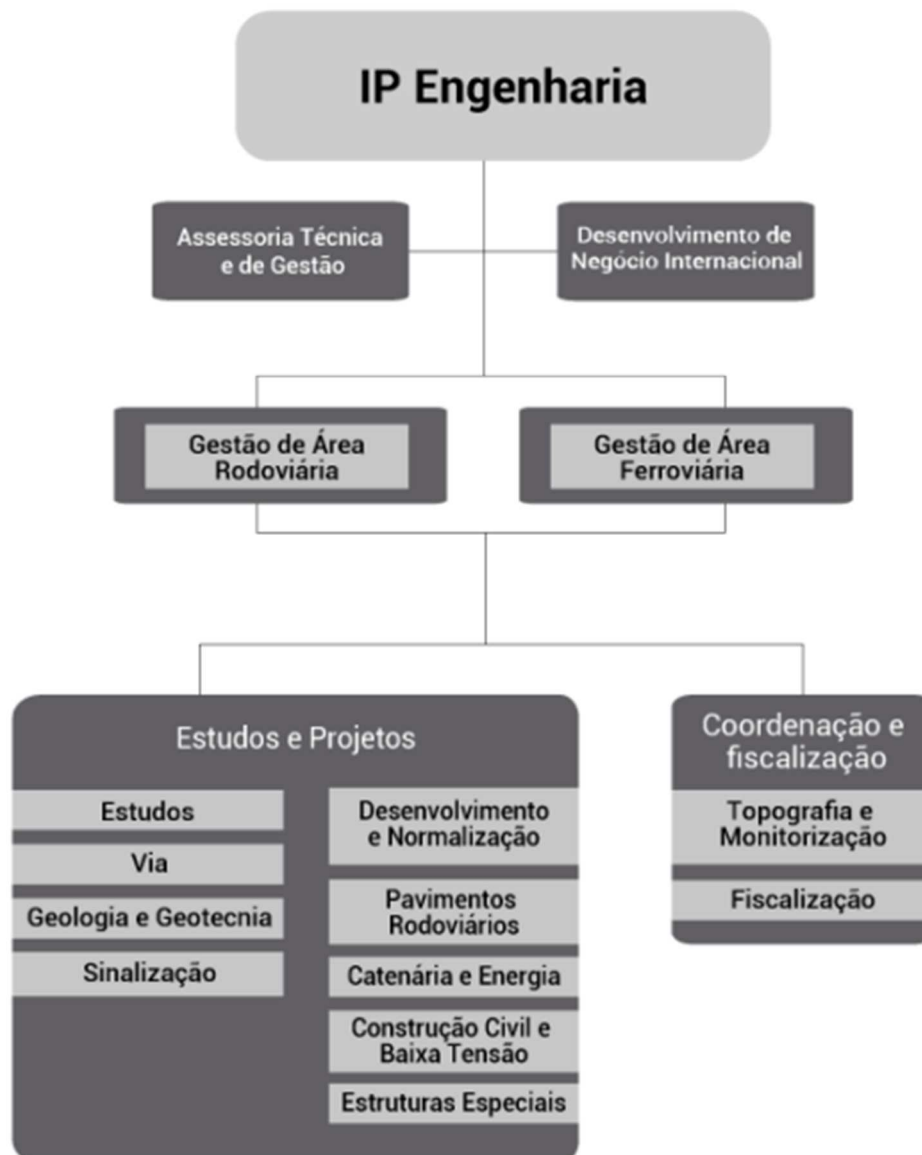 IP Engenharia
Assessoria Técnica
e de Gestão
Desenvolvimento de
Negócio Internacional
Gestão de Área
Rodoviária
Gestão de Área
Ferroviária
Estudos e Projetos
Estudos
Via
Geologia e Geotecnia
Sinalização
Desenvolvimento
e Normalização
Pavimentos
Rodoviários
Catenária e Energia
Construção Civil e
Baixa Tensão
Estruturas Especiais
Coordenação e
fiscalização
Topografia e
Monitorização
Fiscalização